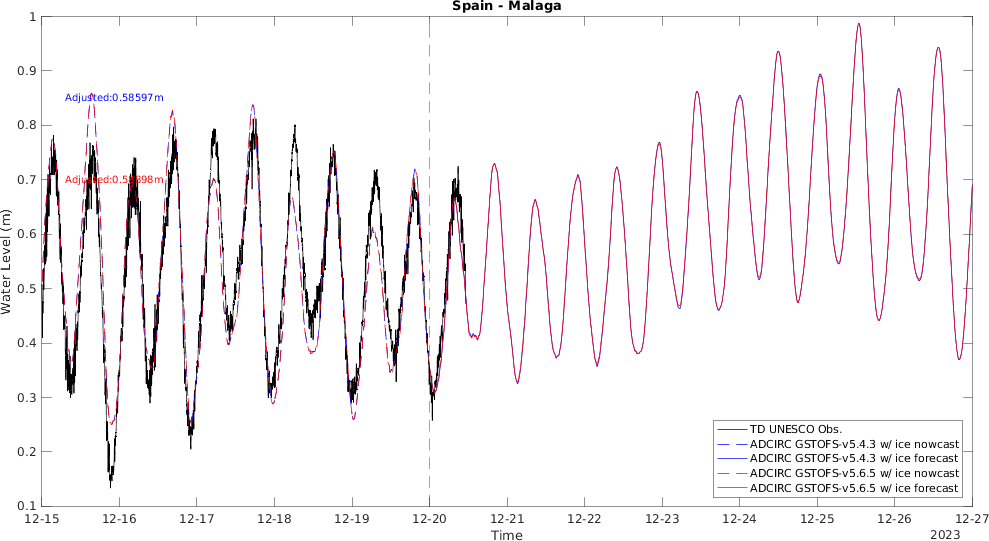 Spain - Malaga
1
0.9
0.8
0.7
0.6
0.5
0.4
0.3
0.2
0.1
Water Level (m)
Adjusted:0.58597m
TD UNESCO Obs.
ADCIRC GSTOFS-v5.4.3 w/ ice nowcast
ADCIRC GSTOFS-v5.4.3 w/ ice forecast
ADCIRC GSTOFS-v5.6.5 w/ ice nowcast
ADCIRC GSTOFS-v5.6.5 w/ ice forecast
12-15 12-16 12-17 12-18 12-19 12-20 12-21 12-22 12-23 12-24 12-25 12-26 12-27
Time
2023